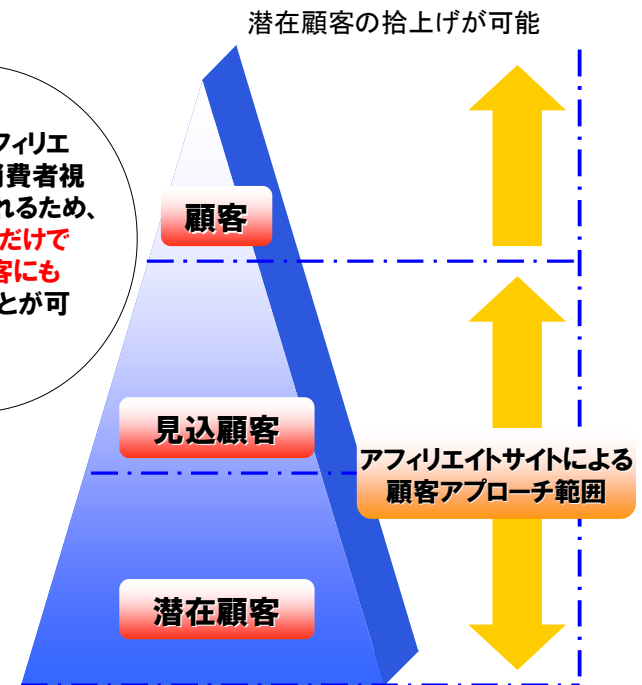 潜在顧客の拾上げが可能
フィリエ
消費者視
れるため、
だけで
客にも
とが可
顧客
見込顧客
アフィリエイトサイトによる
顧客アプローチ範囲
潜在顧客